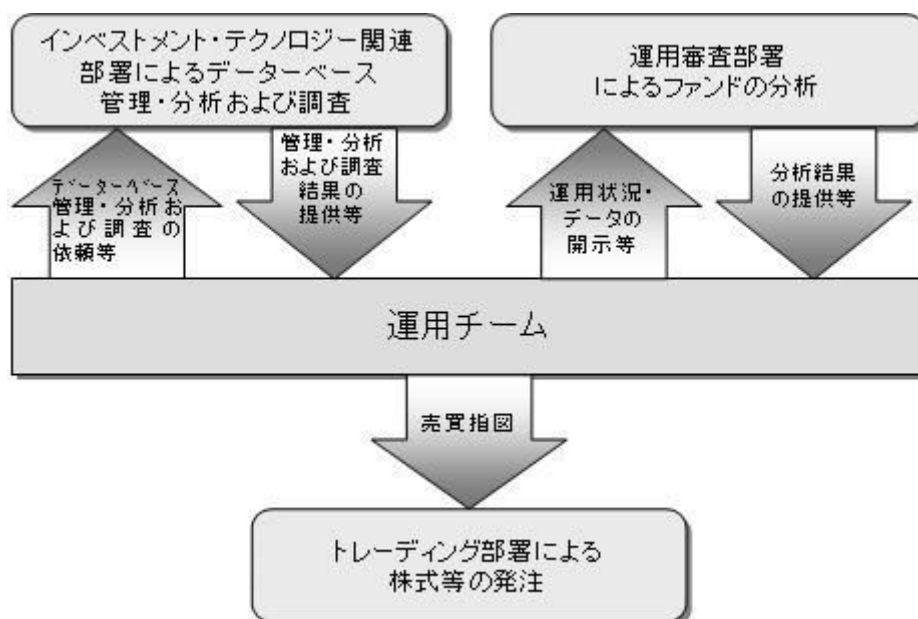 インベストメント・テクノロジー関連
部署によるデーターベース
管理・分析および調査
運用審査部署
によるファンドの分析
データーベース
管理・分析お
よび調査の
依頼等
管理・分析
および調査
結果の
提供等
運用状況・
データの
開示等
分析結果
の提供等
運用チーム
売買指図
トレーディング部署による
株式等の発注